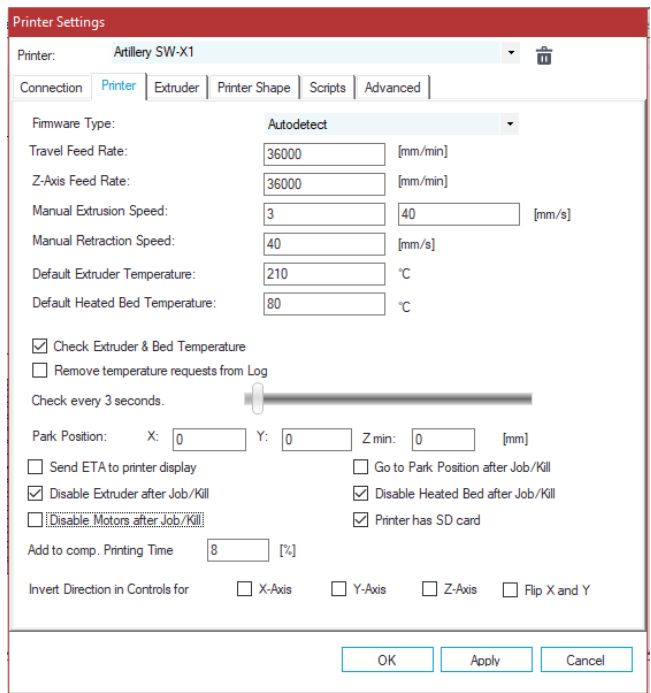 Printer Settings
Printer: Artillery SW-X1
Connection Printer Extruder Printer Shape Scripts Advanced
Firmware Type: Autodetect
Travel Feed Rate: 36000 [mm/min]
Z-Axis Feed Rate: 36000 [mm/min]
Manual Extrusion Speed: 3 40 [mm/s]
Manual Retraction Speed: 40 [mm/s]
Default Extruder Temperature: 210 °C
Default Heated Bed Temperature: 80 °C
Check Extruder & Bed Temperature
Remove temperature requests from Log
Check every 3 seconds.
Park Position: X: 0 Y: 0 Z min: 0 [mm]
Send ETA to printer display Go to Park Position after Job/Kill
Disable Extruder after Job/Kill Disable Heated Bed after Job/Kill
Disable Motors after Job/Kill Printer has SD card
Add to comp. Printing Time 8 [%]
Invert Direction in Controls for X-Axis Y-Axis Z-Axis Flip X and Y
OK Apply Cancel